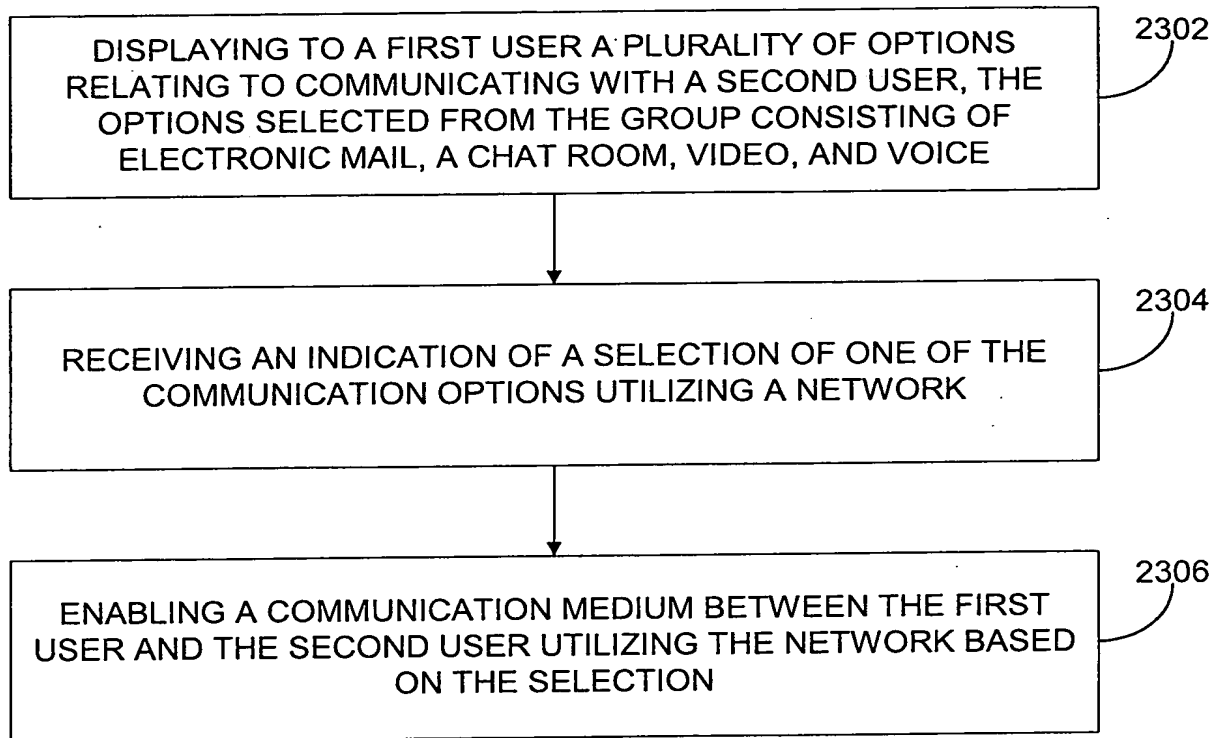 DISPLAYING TO A FIRST USER A PLURALITY OF OPTIONS
RELATING TO COMMUNICATING WITH A SECOND USER, THE
OPTIONS SELECTED FROM THE GROUP CONSISTING OF
ELECTRONIC MAIL, A CHAT ROOM, VIDEO, AND VOICE
2302
RECEIVING AN INDICATION OF A SELECTION OF ONE OF THE
COMMUNICATION OPTIONS UTILIZING A NETWORK
2304
ENABLING A COMMUNICATION MEDIUM BETWEEN THE FIRST
USER AND THE SECOND USER UTILIZING THE NETWORK BASED
ON THE SELECTION
2306